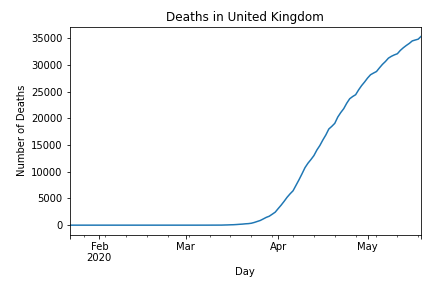 Deaths in United Kingdom
Number of Deaths
35000
30000
25000
20000
15000
10000
5000
0
Feb
2020
Mar
Apr
May
Day